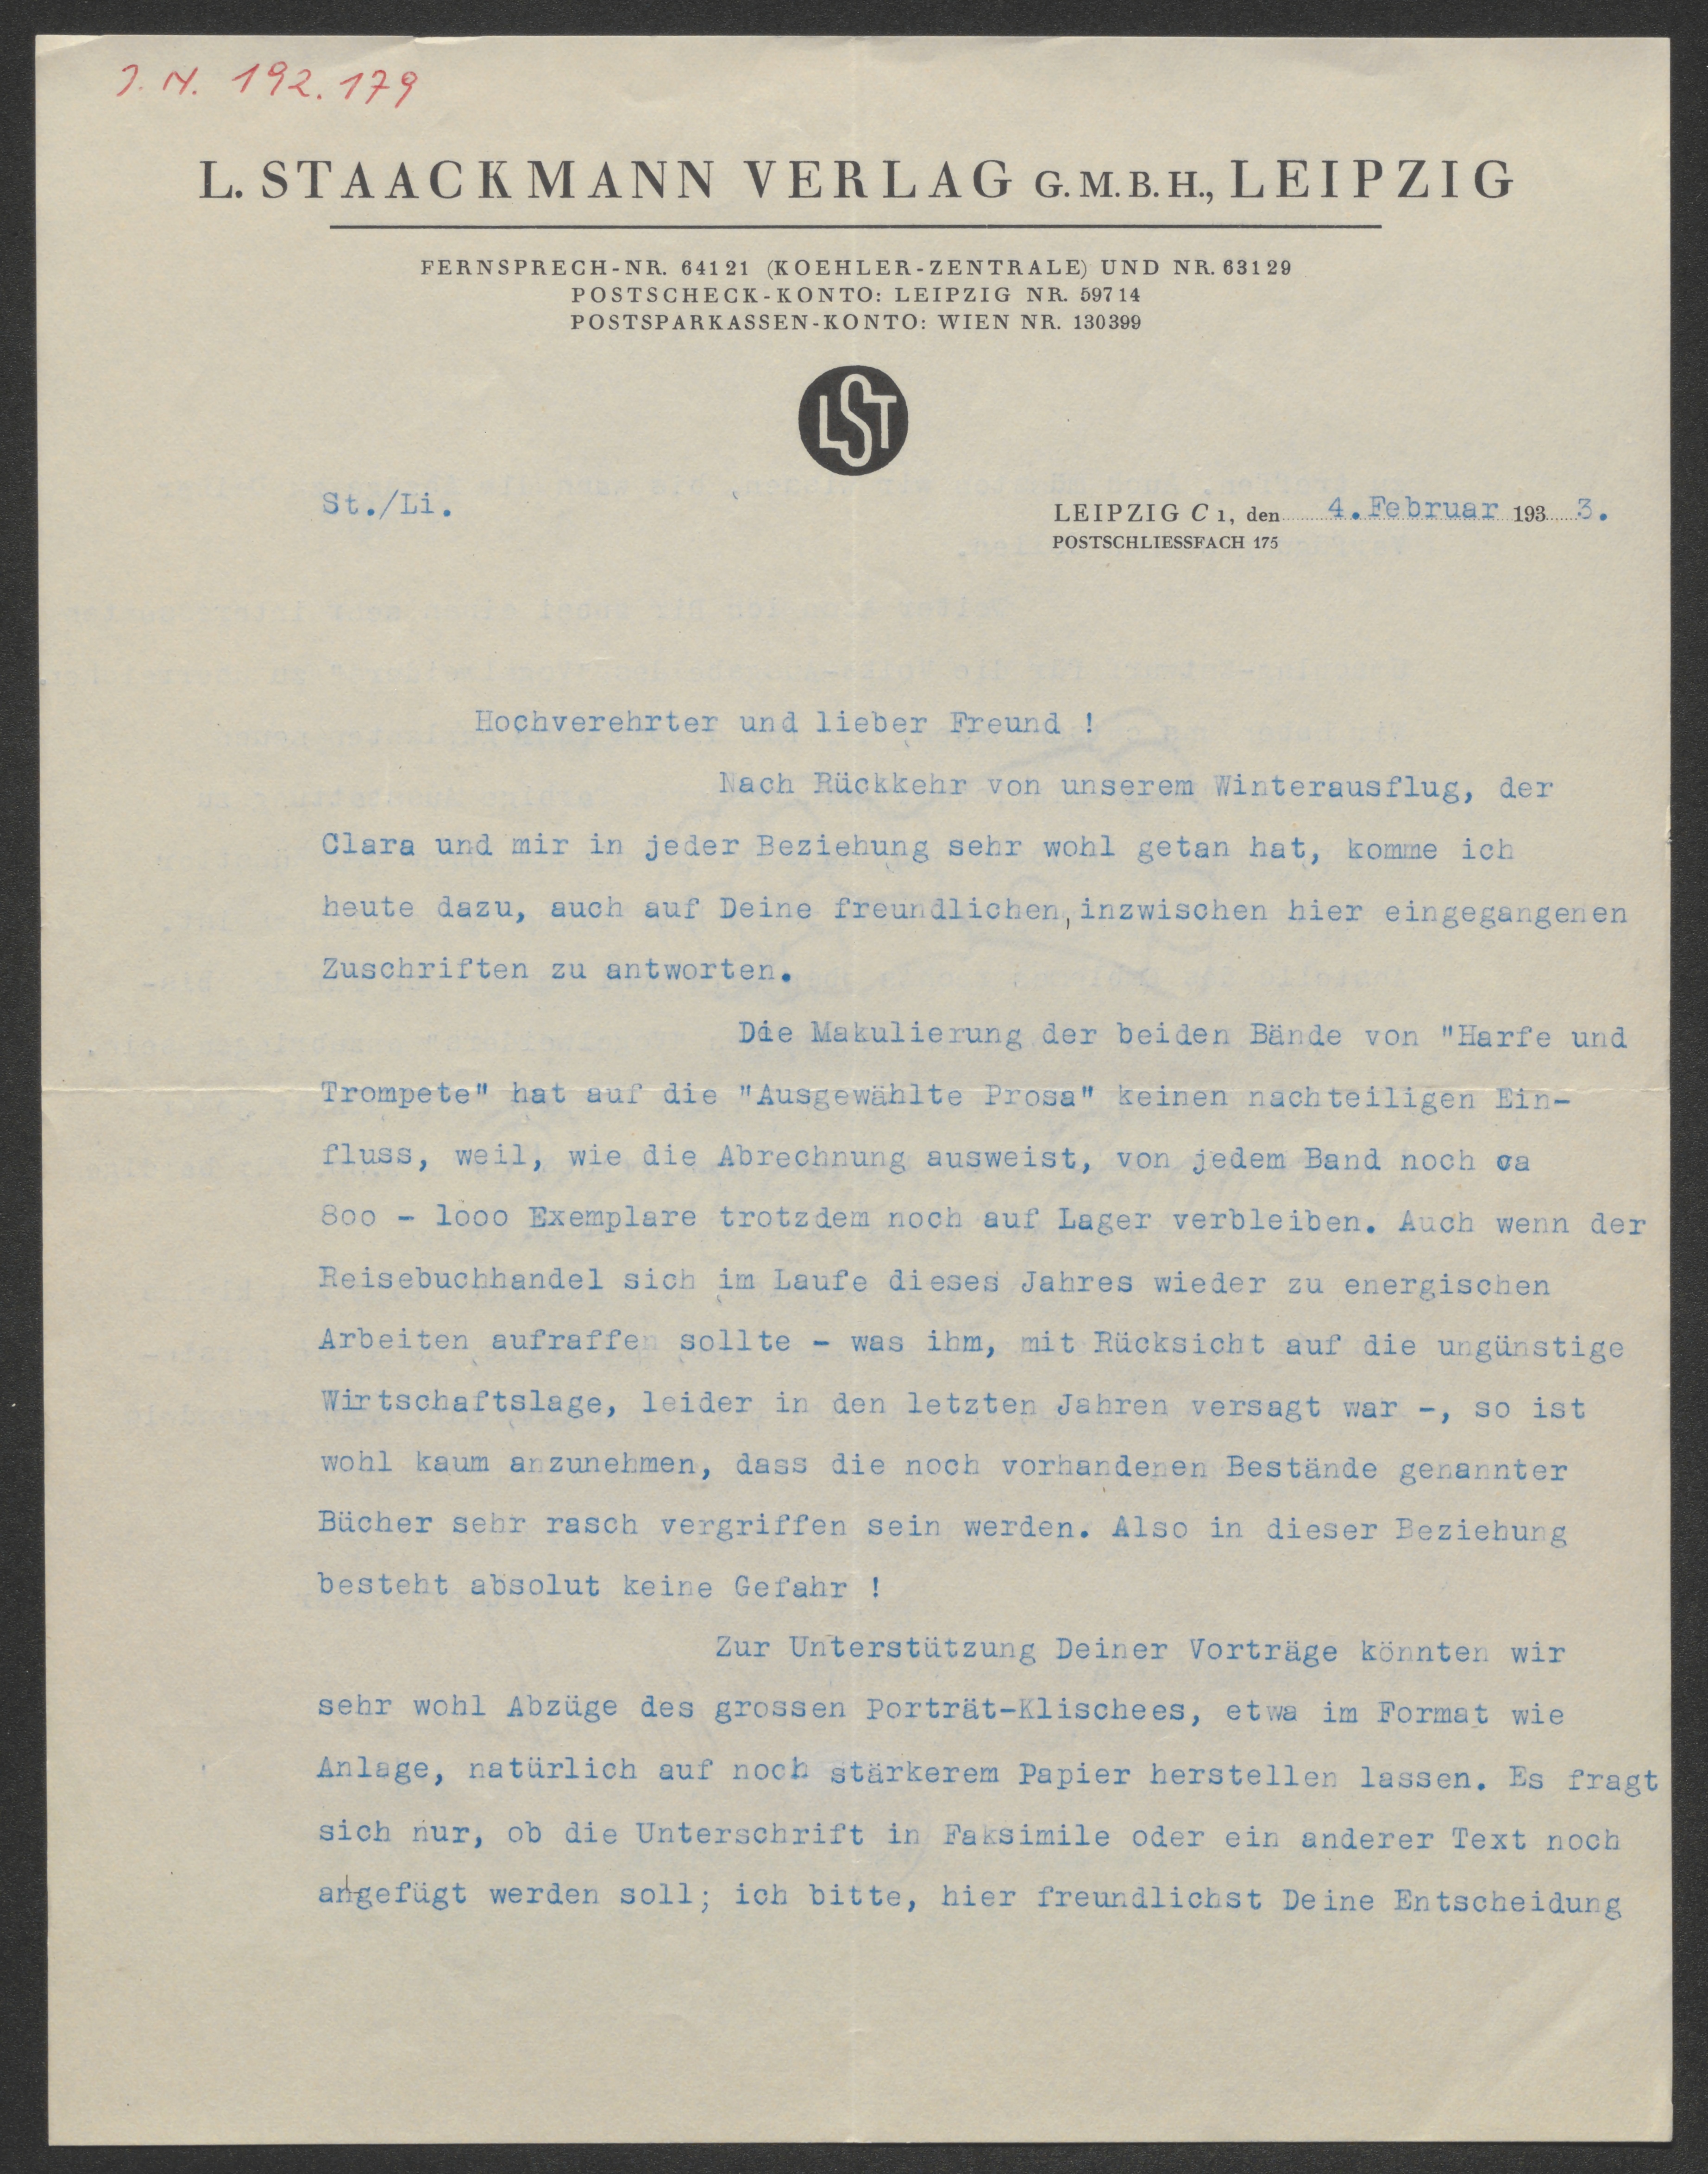 J. N. 192.179
L. STAACKMANN VERLAG G.M.B.H., LEIPZIG
FERNSPRECH-NR. 64121 (KOEHLER-ZENTRALE) UND NR. 63129
POSTSCHECK-KONTO: LEIPZIG NR. 59714
POSTSPARKASSEN-KONTO: WIEN NR. 130399
LST
St./Li.
LEIPZIG C 1, den 4. Februar 1933.
POSTSCHLIESSFACH 175
Hochverehrter und lieber Freund !
Nach Rückkehr von unserem Winterausflug, der
Clara und mir in jeder Beziehung sehr wohl getan hat, komme ich
heute dazu, auch auf Deine freundlichen, inzwischen hier eingegangenen
Zuschriften zu antworten.
Die Makulierung der beiden Bände von "Harfe und
Trompete" hat auf die "Ausgewählte Prosa" keinen nachteiligen Ein-
fluss, weil, wie die Abrechnung ausweist, von jedem Band noch ca
800 - 1000 Exemplare trotzdem noch auf Lager verbleiben. Auch wenn der
Reisebuchhandel sich im Laufe dieses Jahres wieder zu energischen
Arbeiten aufraffen sollte - was ihm, mit Rücksicht auf die ungünstige
Wirtschaftslage, leider in den letzten Jahren versagt war -, so ist
wohl kaum anzunehmen, dass die noch vorhandenen Bestände genannter
Bücher sehr rasch vergriffen sein werden. Also in dieser Beziehung
besteht absolut keine Gefahr !
Zur Unterstützung Deiner Vorträge könnten wir
sehr wohl Abzüge des grossen Porträt-Klischees, etwa im Format wie
Anlage, natürlich auf noch stärkerem Papier herstellen lassen. Es fragt
sich nur, ob die Unterschrift in Faksimile oder ein anderer Text noch
angefügt werden soll; ich bitte, hier freundlichst Deine Entscheidung